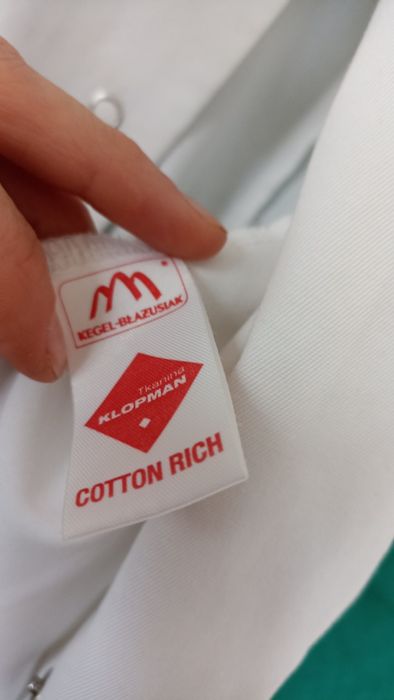 KEGEL-BŁAŻUSIAK
Tkanina
KLOPMAN
COTTON RICH